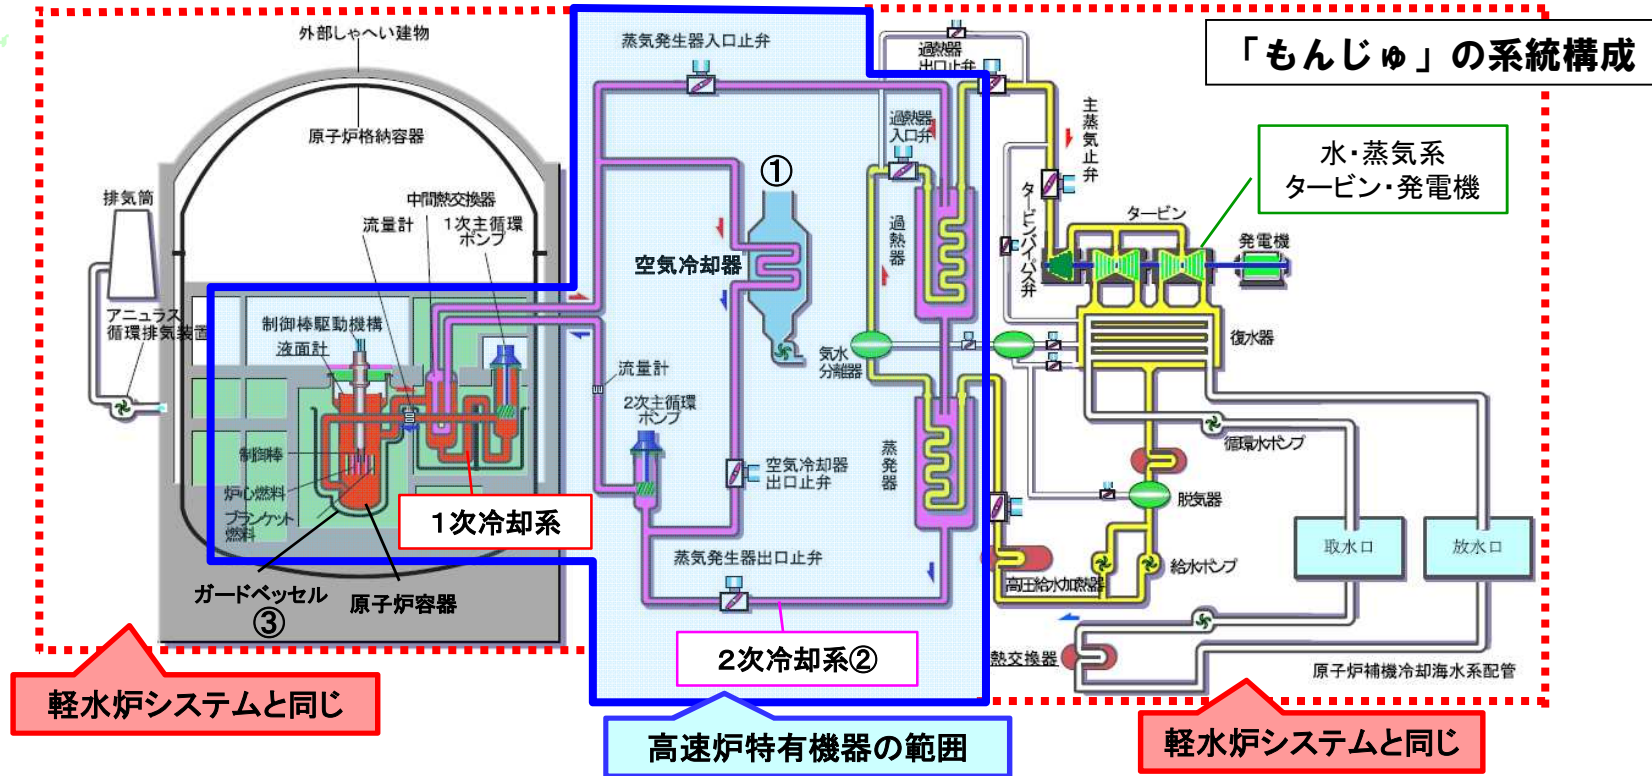 「もんじゅ」の系統構成
外部しゃへい建物
原子炉格納容器
排気筒
アニュラス
循環排気装置
中間熱交換器
流量計
1次主循環
ポンプ
制御棒駆動機構
液面計
制御棒
炉心燃料
ブランケット
燃料
1次冷却系
ガードベッセル
③
原子炉容器
蒸気発生器入口止弁
①
空気冷却器
流量計
2次主循環
ポンプ
空気冷却器
出口止弁
蒸気発生器出口止弁
2次冷却系②
過熱器
出口止弁
過熱器
入口弁
過熱器
気水
分離器
蒸発器
主蒸気止弁
タービンバイパス弁
タービン
発電機
水・蒸気系
タービン・発電機
復水器
循環水ポンプ
脱気器
給水ポンプ
高圧給水加熱器
取水口
放水口
熱交換器
原子炉補機冷却海水系配管
軽水炉システムと同じ
高速炉特有機器の範囲
軽水炉システムと同じ